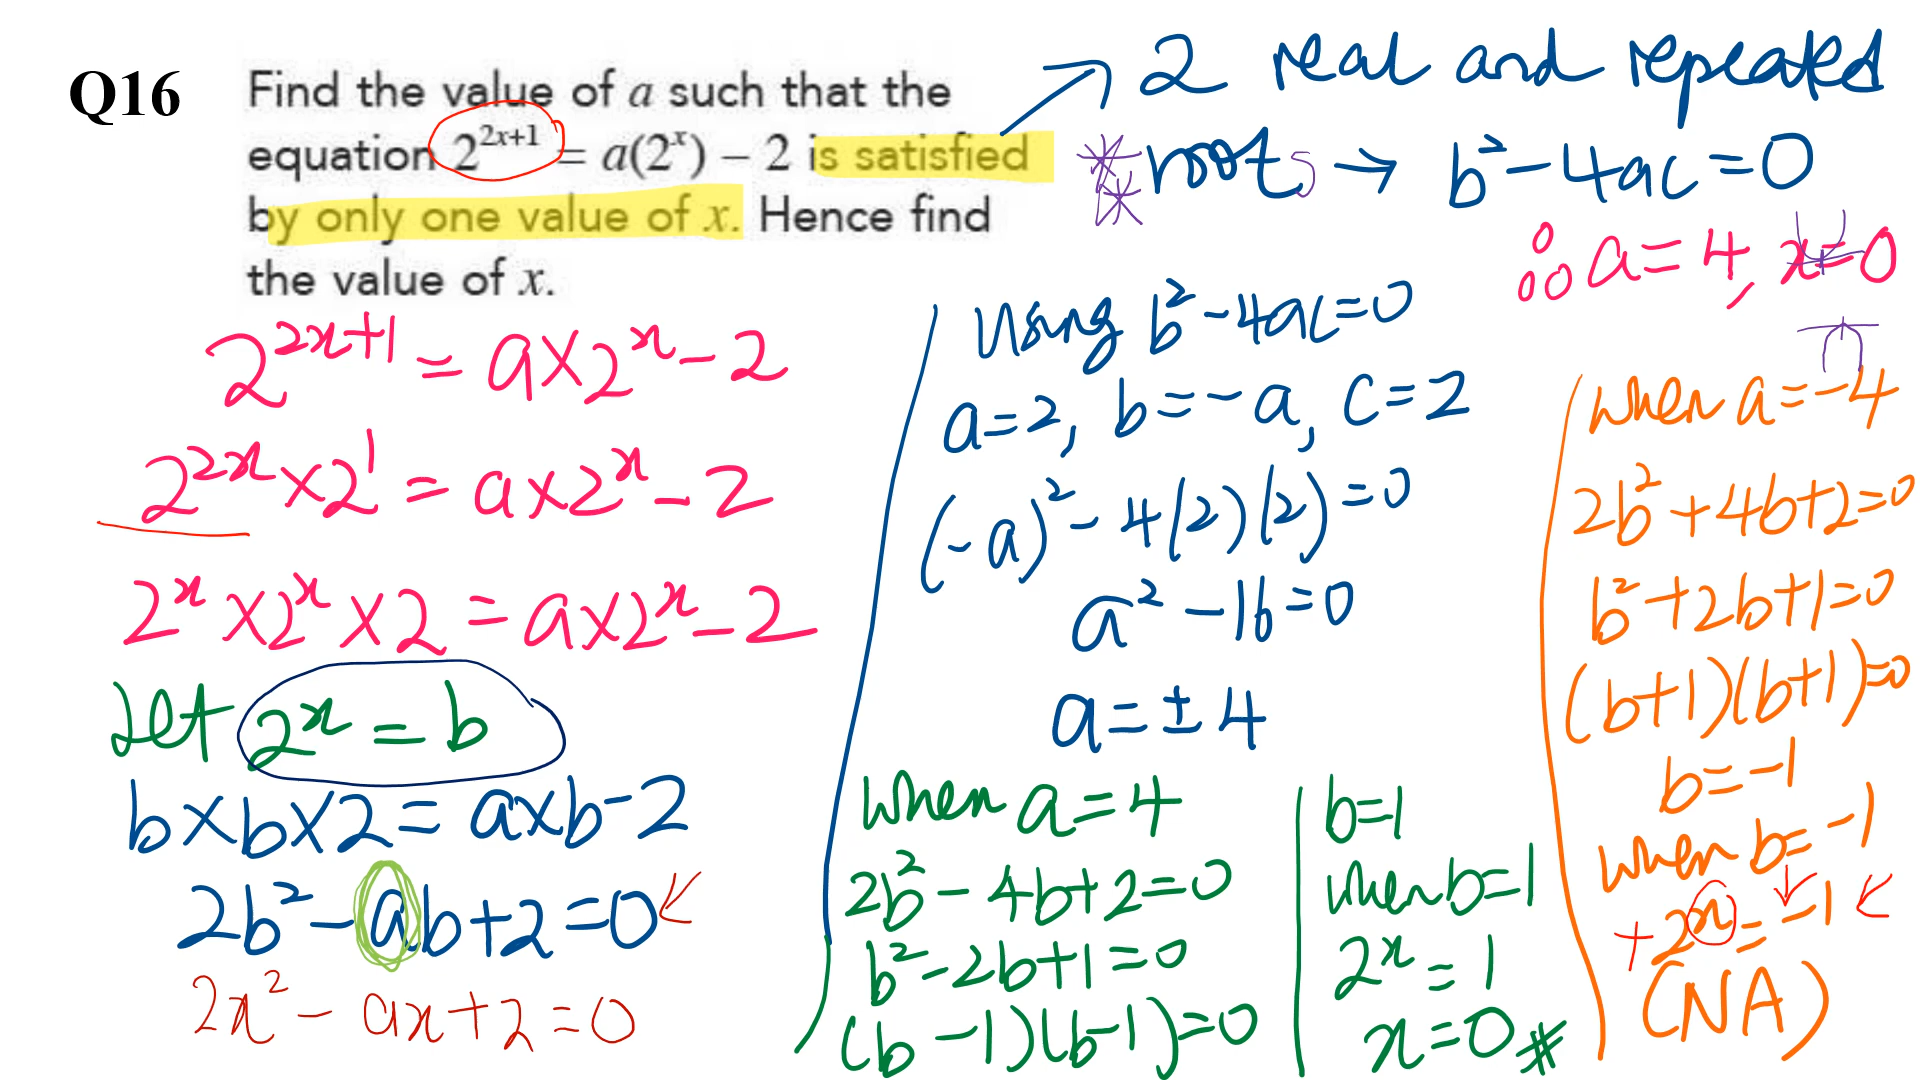 Q16
Find the value of a such that the
equation 2^{2x+1} = a(2^x) – 2 is satisfied
by only one value of x. Hence find
the value of x.
2 real and repeated
** roots → b² - 4ac = 0
∴ a = 4, x = 0
2^{2x+1} = a × 2^x - 2
2^{2x} × 2^1 = a × 2^x - 2
2^x × 2^x × 2 = a × 2^x - 2
Let 2^x = b
b × b × 2 = a × b - 2
2b² - ab + 2 = 0
2x² - ax + 2 = 0
Using b² - 4ac = 0
a = 2, b = -a, c = 2
(-a)² - 4(2)(2) = 0
a² - 16 = 0
a = ± 4
when a = 4
2b² - 4b + 2 = 0
b² - 2b + 1 = 0
(b - 1)(b - 1) = 0
b = 1
when b = 1
2^x = 1
x = 0 #
when a = -4
2b² + 4b + 2 = 0
b² + 2b + 1 = 0
(b + 1)(b + 1) = 0
b = -1
when b = -1
+ 2^x = -1
(NA)